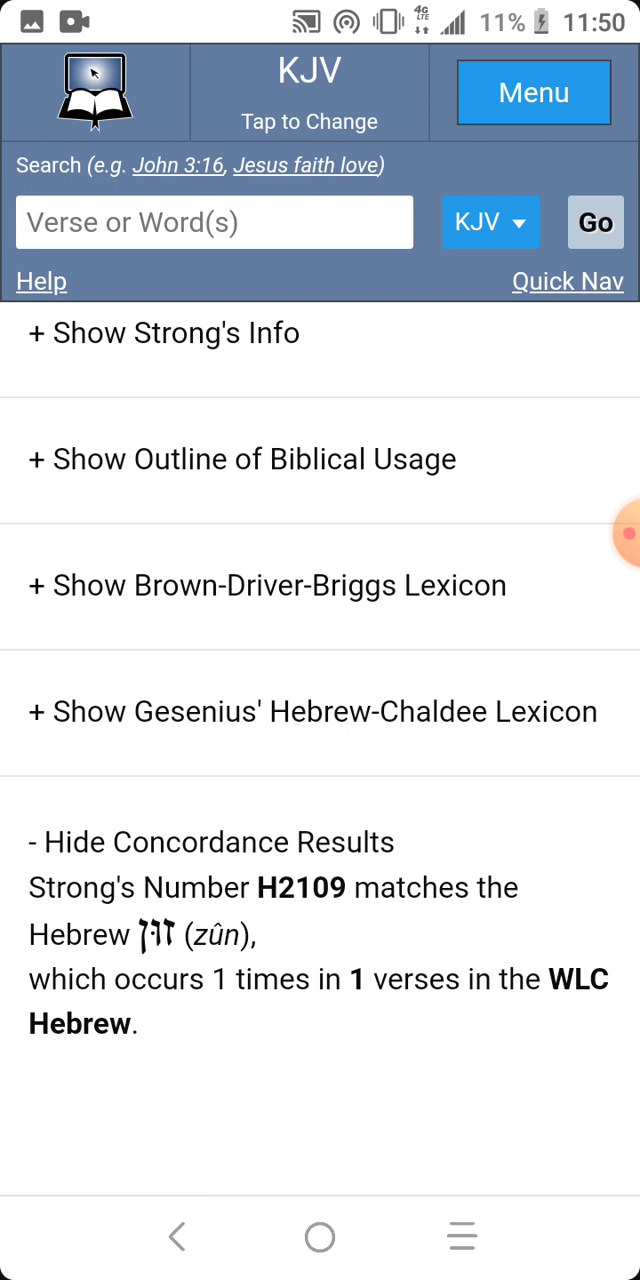 4G
LTE
11% 11:50
KJV
Tap to Change
Menu
Search (e.g. John 3:16, Jesus faith love)
Verse or Word(s)
KJV
Go
Help
Quick Nav
+ Show Strong's Info
+ Show Outline of Biblical Usage
+ Show Brown-Driver-Briggs Lexicon
+ Show Gesenius' Hebrew-Chaldee Lexicon
- Hide Concordance Results
Strong's Number H2109 matches the
Hebrew זוּן (zûn),
which occurs 1 times in 1 verses in the WLC
Hebrew.